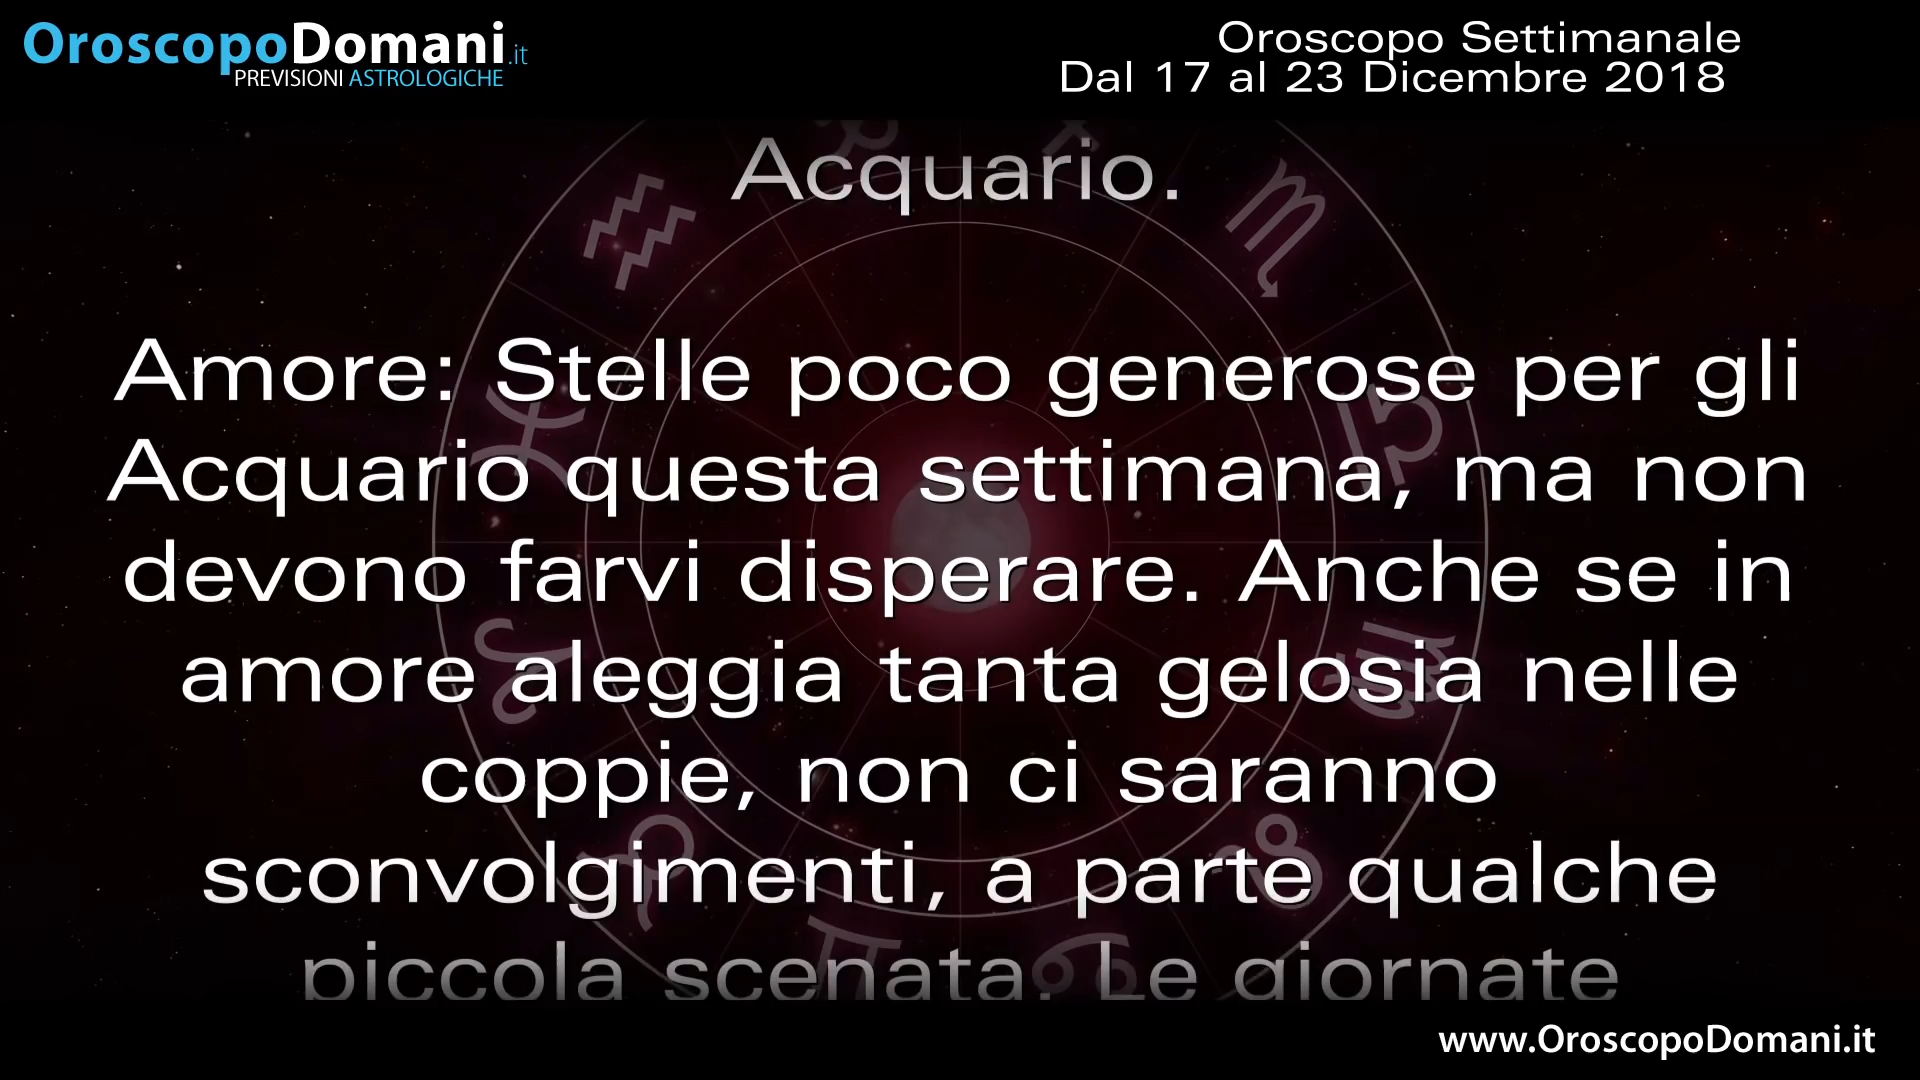 OroscopoDomani.it
PREVISIONI ASTROLOGICHE
Oroscopo Settimanale
Dal 17 al 23 Dicembre 2018
Acquario.
Amore: Stelle poco generose per gli
Acquario questa settimana, ma non
devono farvi disperare. Anche se in
amore aleggia tanta gelosia nelle
coppie, non ci saranno
sconvolgimenti, a parte qualche
piccola scenata. Le giornate
www.OroscopoDomani.it